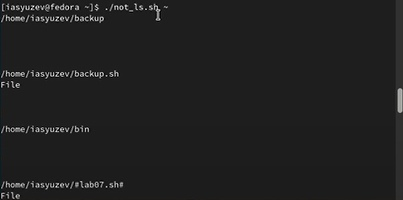 [iasyuzev@fedora ~]$ ./not_ls.sh ~
/home/iasyuzev/backup
/home/iasyuzev/backup.sh
File
/home/iasyuzev/bin
/home/iasyuzev/#lab07.sh#
File